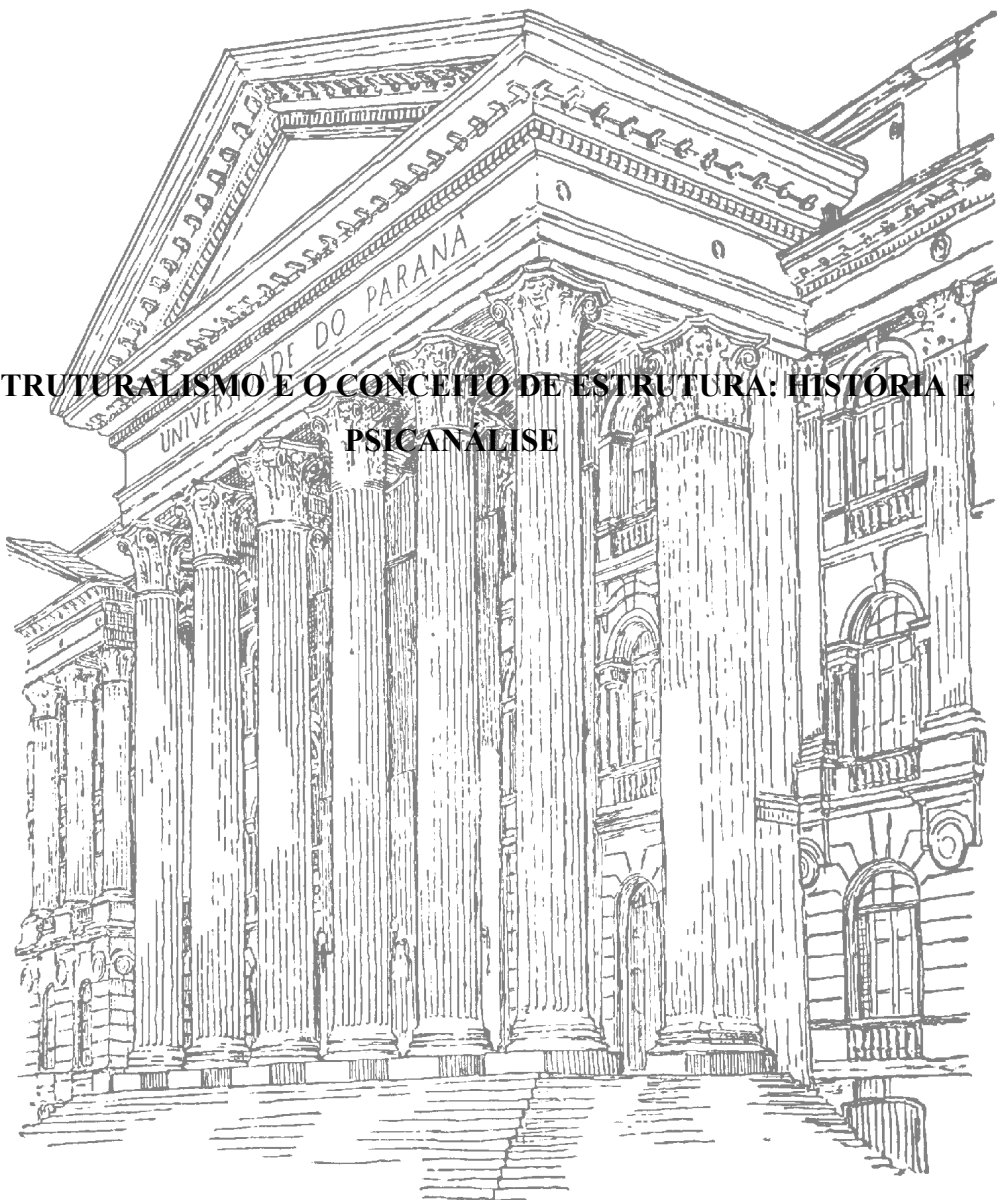 UNIVERSIDADE DO PARANÁ
TRUTURALISMO E O CONCEITO DE ESTRUTURA: HISTÓRIA E
PSICANÁLISE